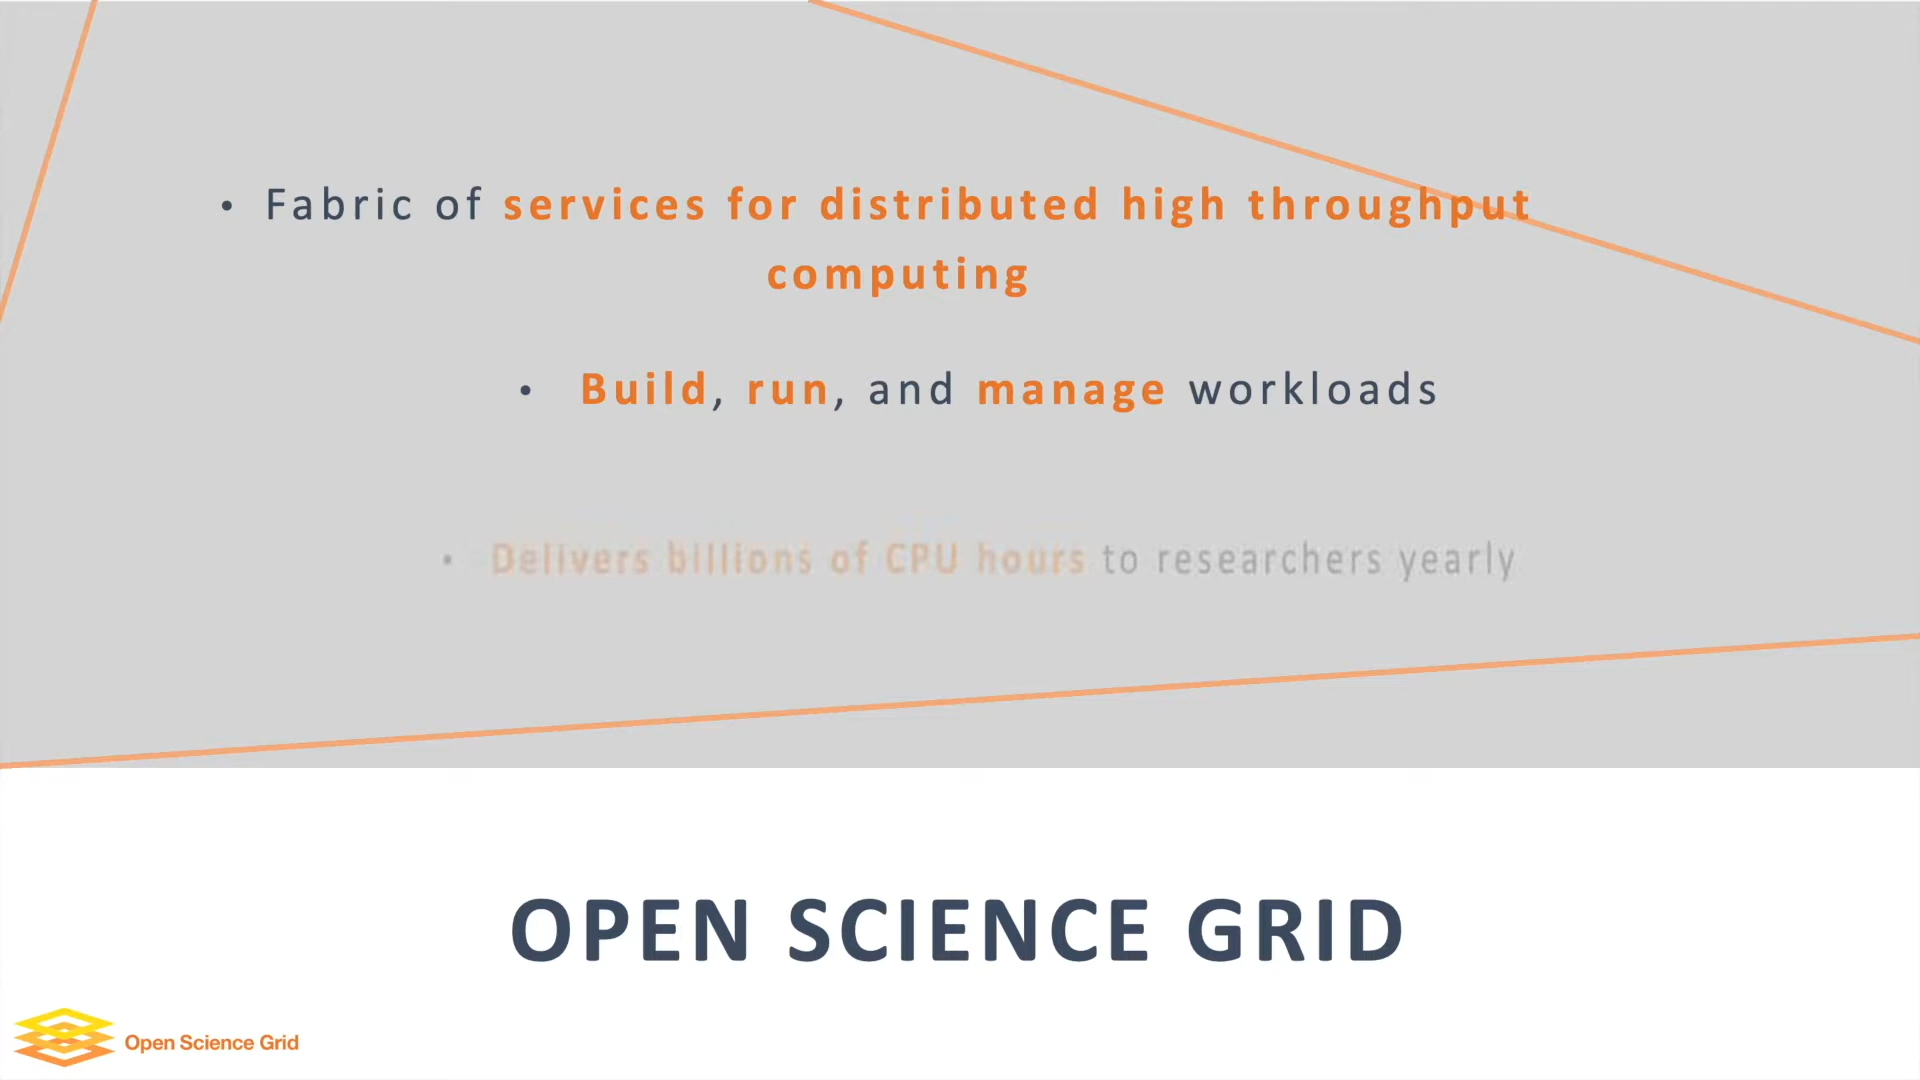 • Fabric of services for distributed high throughput
computing
• Build, run, and manage workloads
• Delivers billions of CPU hours to researchers yearly
OPEN SCIENCE GRID
Open Science Grid